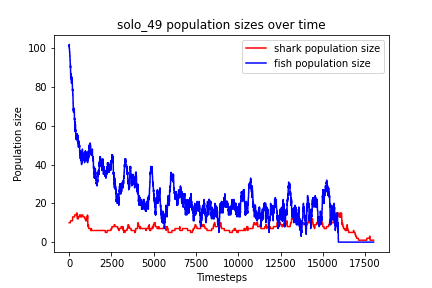 solo_49 population sizes over time
shark population size
fish population size
Population size
100
80
60
40
20
0
0
2500
5000
7500
10000
12500
15000
17500
Timesteps